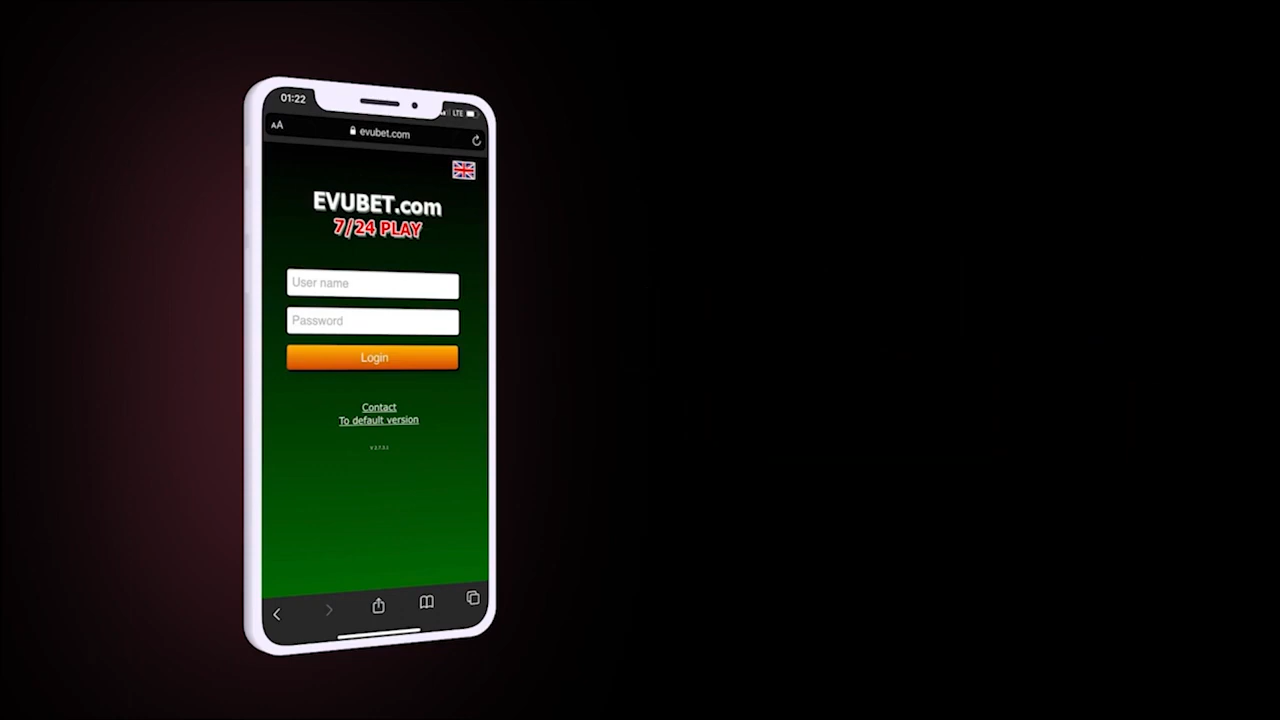 01:22
LTE
AA
evubet.com
EVUBET.com
7/24 PLAY
User name
Password
Login
Contact
To default version